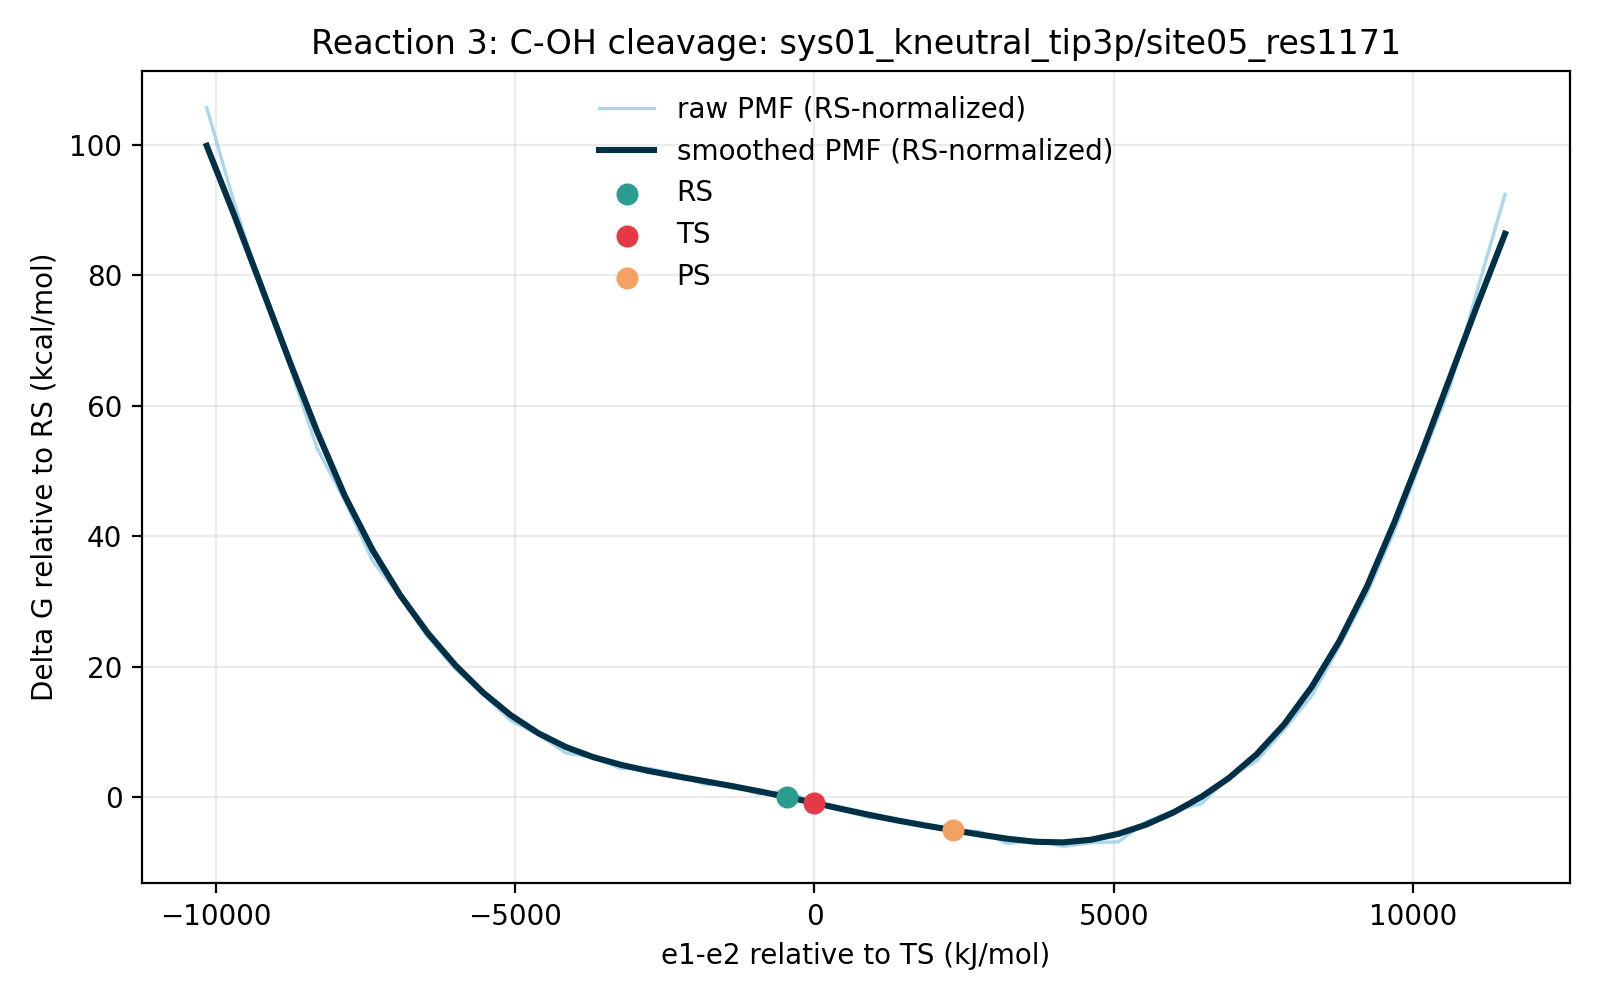 Reaction 3: C-OH cleavage: sys01_kneutral_tip3p/site05_res1171
raw PMF (RS-normalized)
smoothed PMF (RS-normalized)
RS
TS
PS
Delta G relative to RS (kcal/mol)
100
80
60
40
20
0
−10000 −5000 0 5000 10000
e1-e2 relative to TS (kJ/mol)